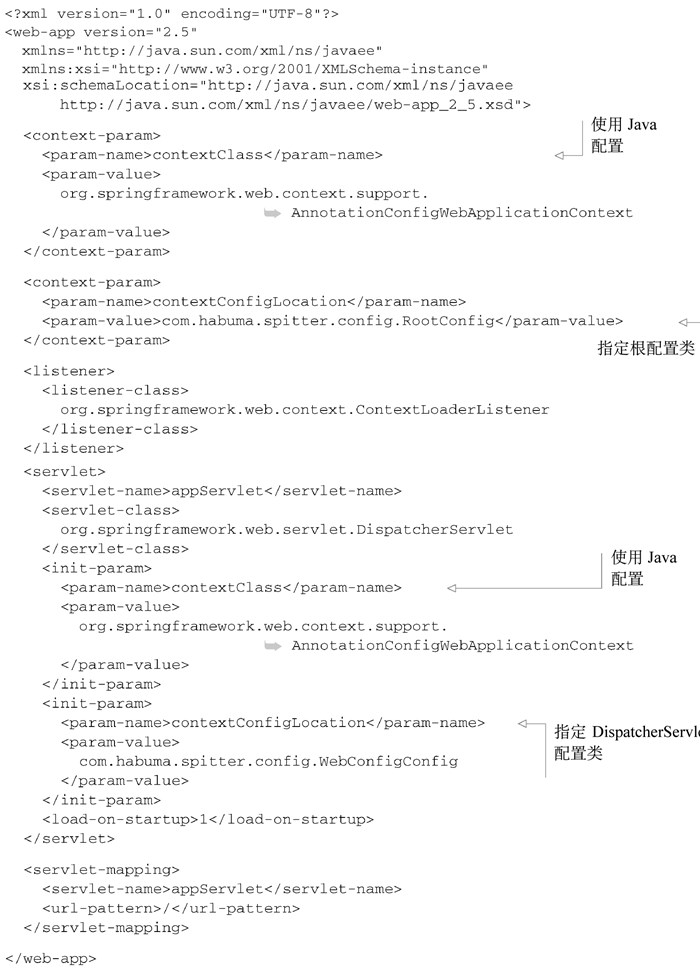 <?xml version="1.0" encoding="UTF-8"?>
<web-app version="2.5"
xmlns="http://java.sun.com/xml/ns/javaee"
xmlns:xsi="http://www.w3.org/2001/XMLSchema-instance"
xsi:schemaLocation="http://java.sun.com/xml/ns/javaee
http://java.sun.com/xml/ns/javaee/web-app_2_5.xsd">
<context-param>
使用 Java
配置
<param-name>contextClass</param-name>
<param-value>
org.springframework.web.context.support.
AnnotationConfigWebApplicationContext
</param-value>
</context-param>
<context-param>
<param-name>contextConfigLocation</param-name>
<param-value>com.habuma.spitter.config.RootConfig</param-value>
</context-param>
指定根配置类
<listener>
<listener-class>
org.springframework.web.context.ContextLoaderListener
</listener-class>
</listener>
<servlet>
<servlet-name>appServlet</servlet-name>
<servlet-class>
org.springframework.web.servlet.DispatcherServlet
</servlet-class>
<init-param>
使用 Java
配置
<param-name>contextClass</param-name>
<param-value>
org.springframework.web.context.support.
AnnotationConfigWebApplicationContext
</param-value>
</init-param>
<init-param>
<param-name>contextConfigLocation</param-name>
指定 DispatcherServle
配置类
<param-value>
com.habuma.spitter.config.WebConfigConfig
</param-value>
</init-param>
<load-on-startup>1</load-on-startup>
</servlet>
<servlet-mapping>
<servlet-name>appServlet</servlet-name>
<url-pattern>/</url-pattern>
</servlet-mapping>
</web-app>